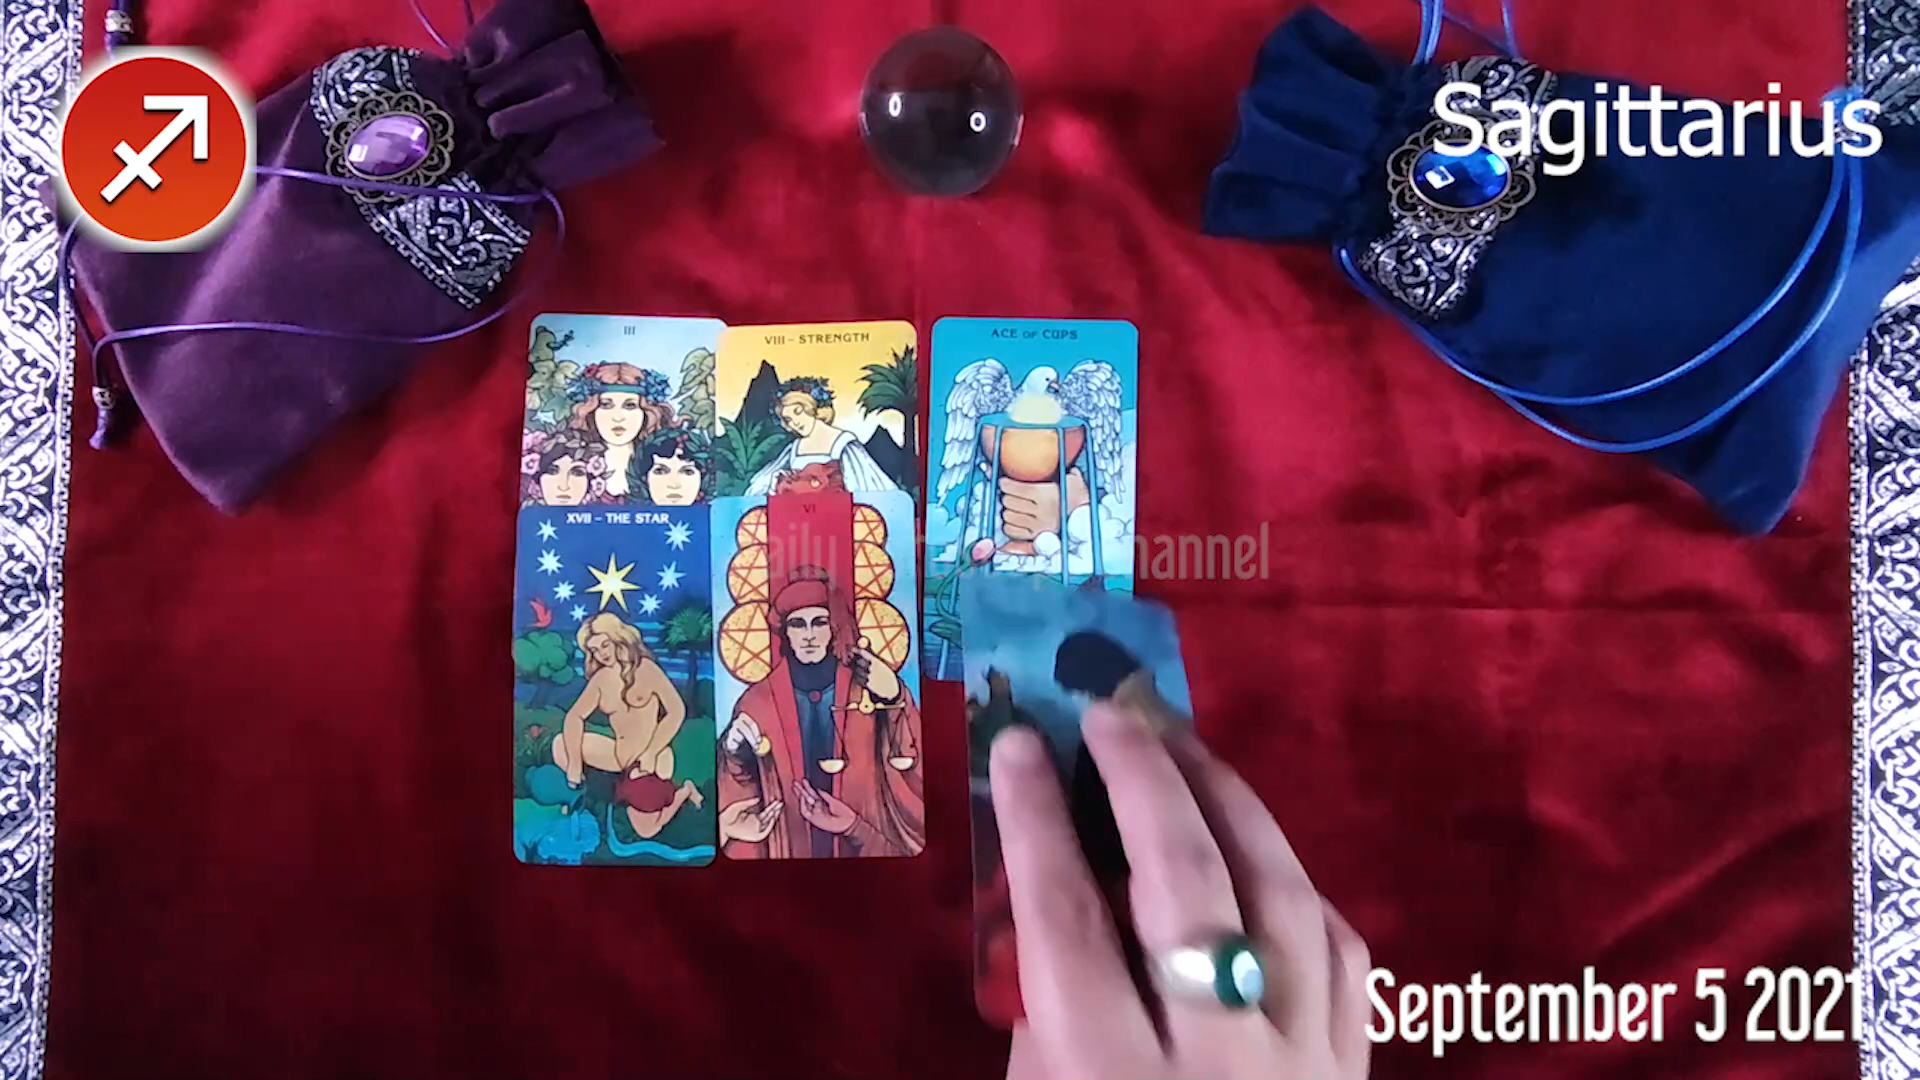 Sagittarius
III
VIII - STRENGTH
ACE OF CUPS
XVII - THE STAR
VI
September 5 2021